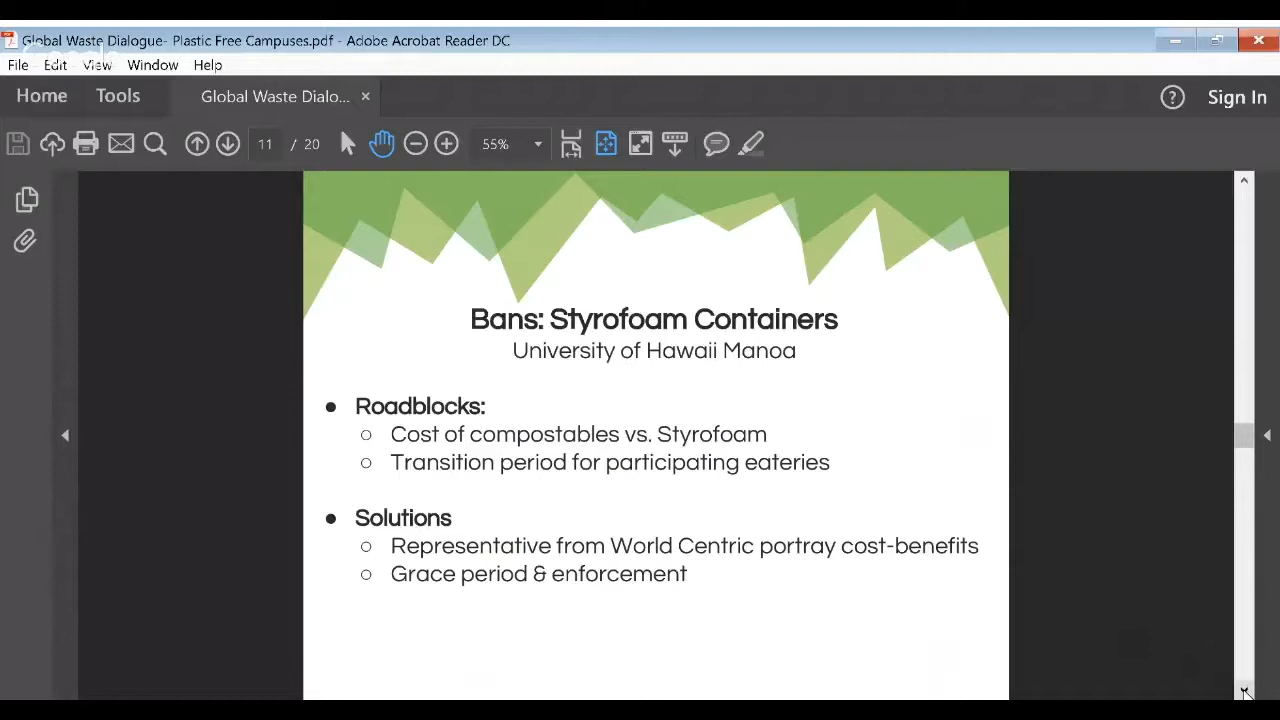 Global Waste Dialogue- Plastic Free Campuses.pdf - Adobe Acrobat Reader DC
Google
File Edit View Window Help
Home Tools Global Waste Dialo... × ? Sign In
11 / 20 55%
Bans: Styrofoam Containers
University of Hawaii Manoa
● Roadblocks:
○ Cost of compostables vs. Styrofoam
○ Transition period for participating eateries
● Solutions
○ Representative from World Centric portray cost-benefits
○ Grace period & enforcement